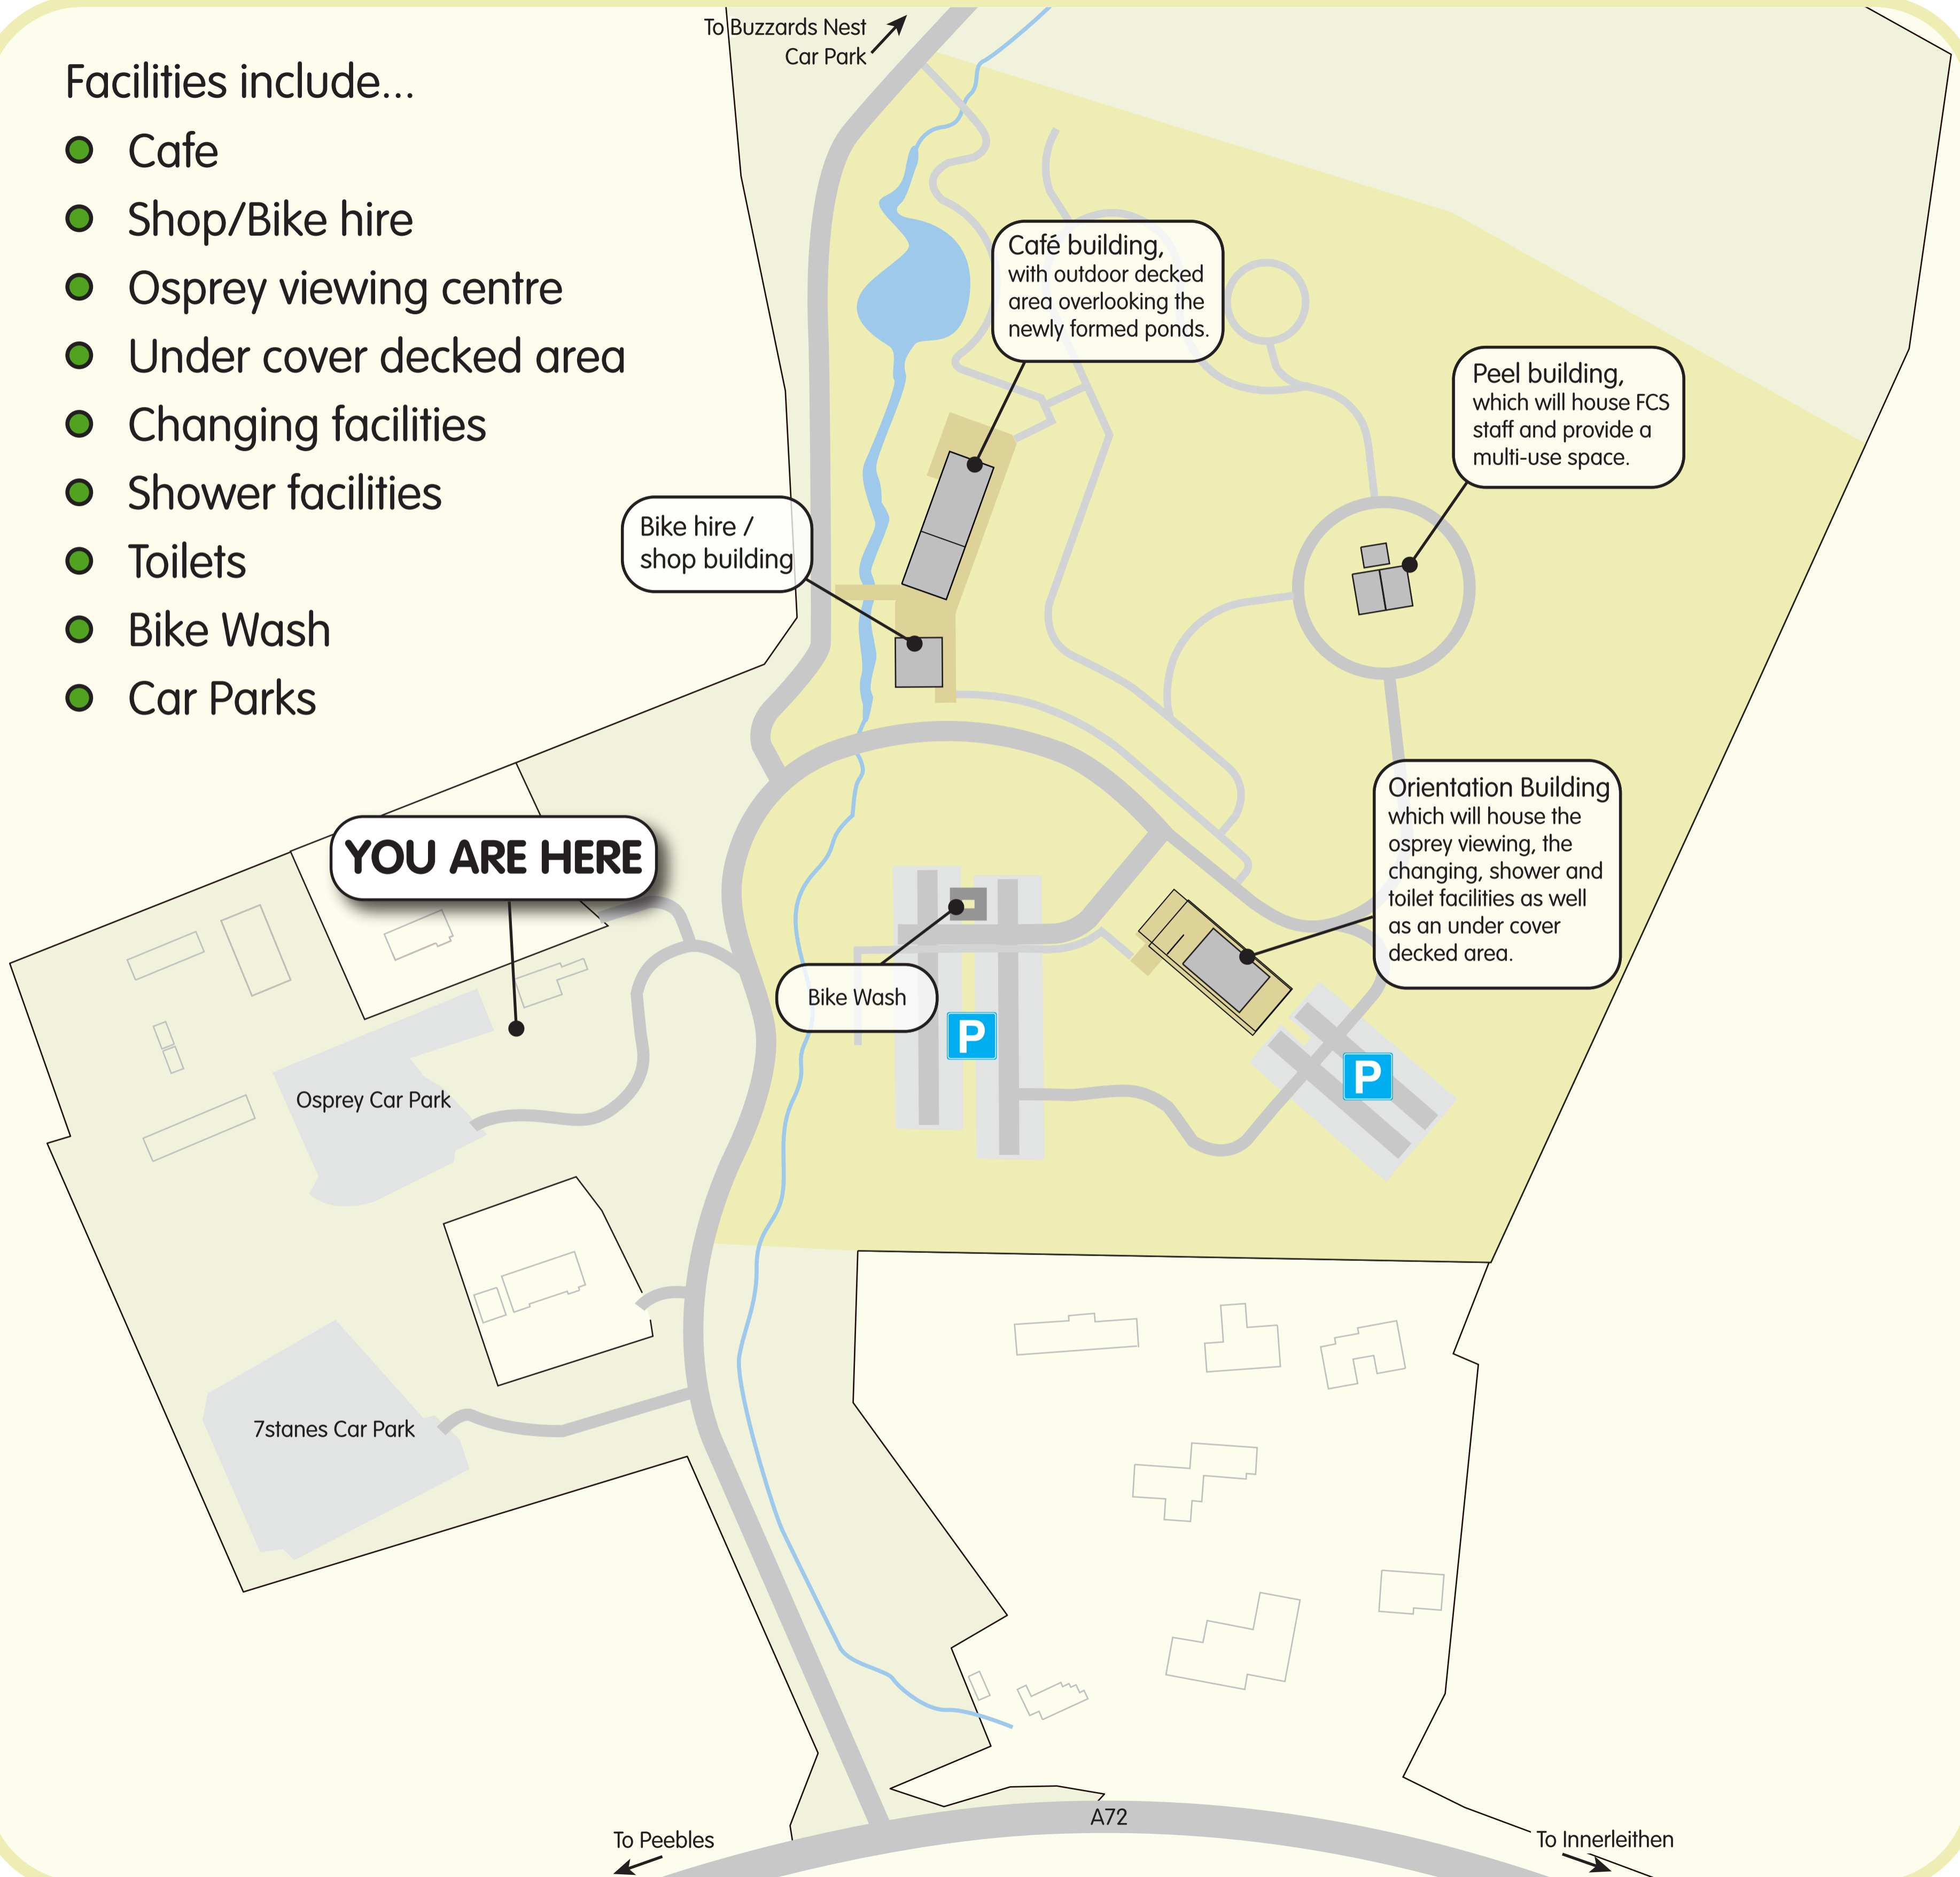 To Buzzards Nest
Car Park
Facilities include...
Cafe
Shop/Bike hire
Osprey viewing centre
Under cover decked area
Changing facilities
Shower facilities
Toilets
Bike Wash
Car Parks
Café building,
with outdoor decked
area overlooking the
newly formed ponds.
Peel building,
which will house FCS
staff and provide a
multi-use space.
Bike hire /
shop building
Orientation Building
which will house the
osprey viewing, the
changing, shower and
toilet facilities as well
as an under cover
decked area.
YOU ARE HERE
Bike Wash
P
P
Osprey Car Park
7stanes Car Park
A72
To Peebles
To Innerleithen